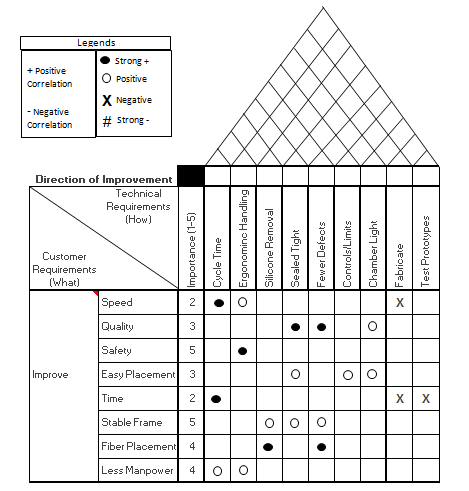 Legends
+ Positive
Correlation
- Negative
Correlation
Strong +
Positive
X Negative
# Strong -
Direction of Improvement
Technical
Requirements
(How)
Customer
Requirements
(What)
Importance (1-5)
Cycle Time
Ergonominc Handling
Silicone Removal
Sealed Tight
Fewer Defects
Controls/Limits
Chamber Light
Fabricate
Test Prototypes
Improve
Speed 2 X
Quality 3
Safety 5
Easy Placement 3
Time 2 X X
Stable Frame 5
Fiber Placement 4
Less Manpower 4